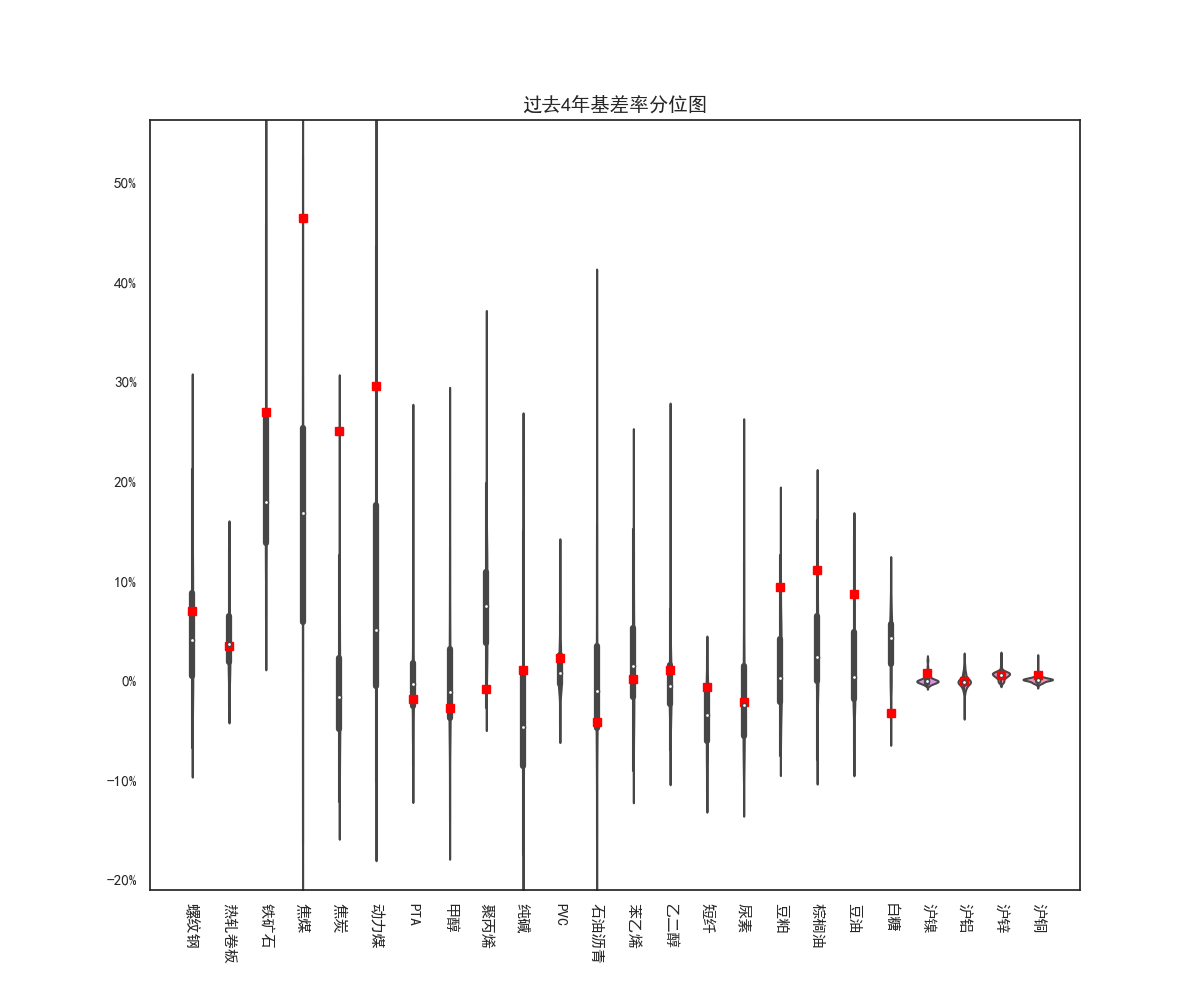 过去4年基差率分位图
50%
40%
30%
20%
10%
0%
−10%
−20%
螺纹钢
热轧卷板
铁矿石
焦煤
焦炭
动力煤
PTA
甲醇
聚丙烯
纯碱
PVC
石油沥青
苯乙烯
乙二醇
短纤
尿素
豆粕
棕榈油
豆油
白糖
沪镍
沪铝
沪锌
沪铜